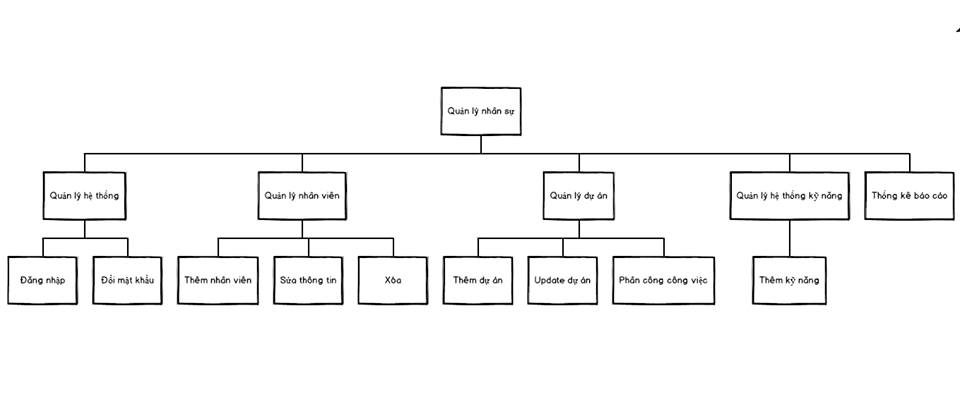 Quản lý nhân sự
Quản lý hệ thống
Quản lý nhân viên
Quản lý dự án
Quản lý hệ thống kỹ năng
Thống kê báo cáo
Đăng nhập
Đổi mật khẩu
Thêm nhân viên
Sửa thông tin
Xóa
Thêm dự án
Update dự án
Phân công công việc
Thêm kỹ năng